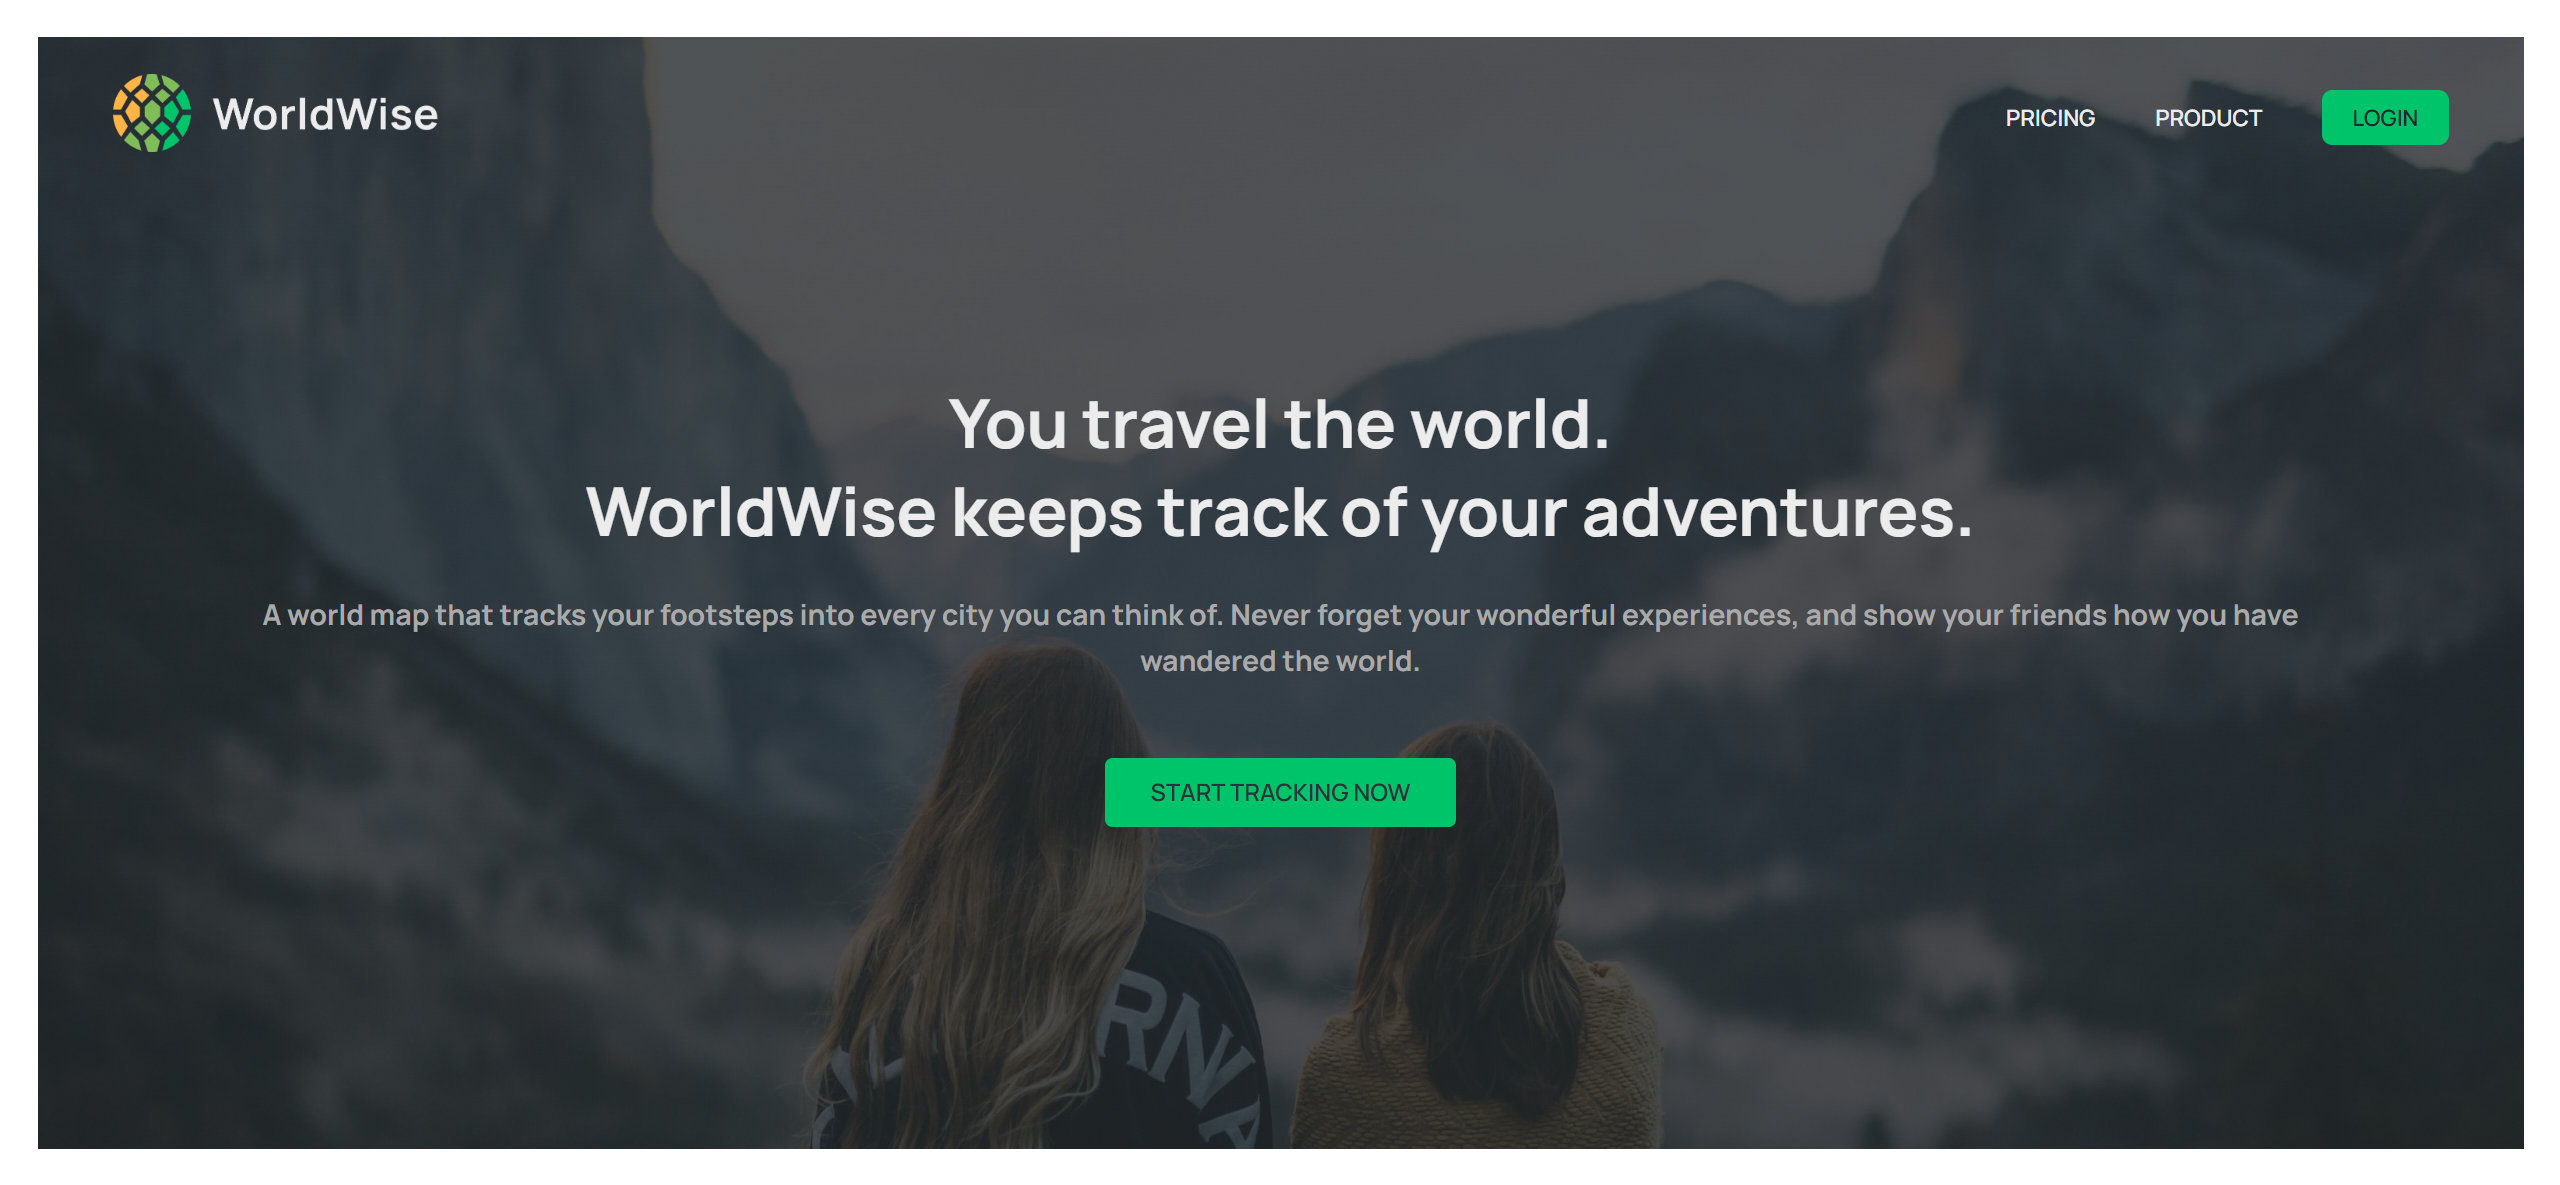 WorldWise
PRICING
PRODUCT
LOGIN
You travel the world.
WorldWise keeps track of your adventures.
A world map that tracks your footsteps into every city you can think of. Never forget your wonderful experiences, and show your friends how you have
wandered the world.
START TRACKING NOW
RNA